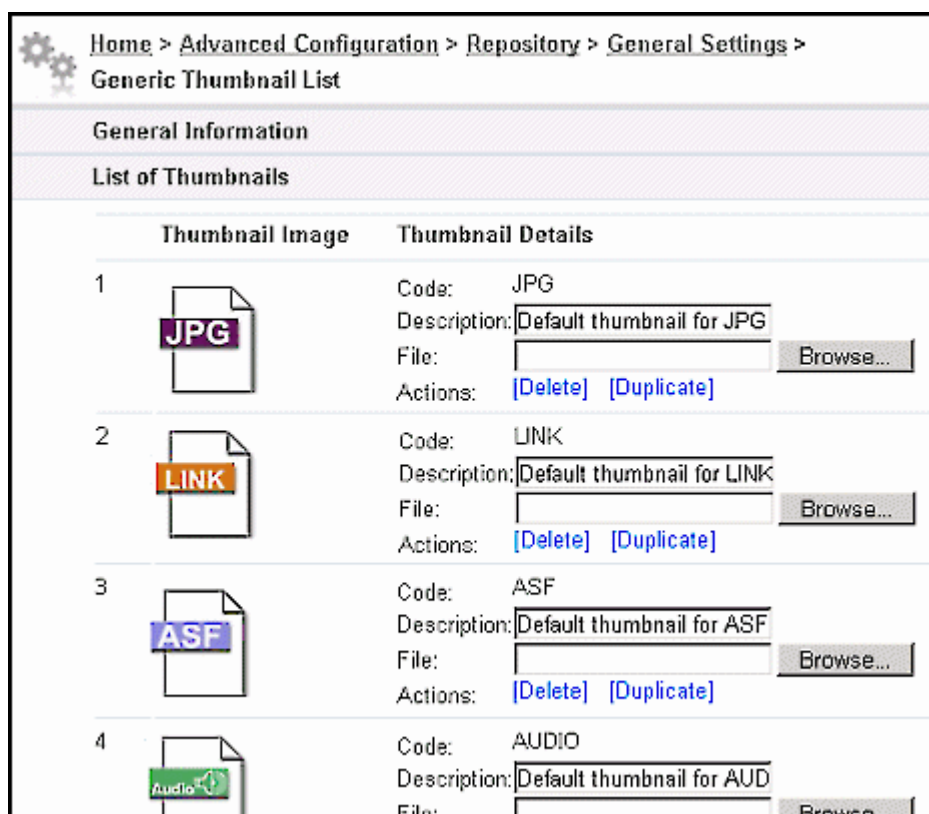 Home > Advanced Configuration > Repository > General Settings >
Generic Thumbnail List
General Information
List of Thumbnails
Thumbnail Image Thumbnail Details
1
JPG
Code: JPG
Description: Default thumbnail for JPG
File: Browse...
Actions: [Delete] [Duplicate]
2
LINK
Code: LINK
Description: Default thumbnail for LINK
File: Browse...
Actions: [Delete] [Duplicate]
3
ASF
Code: ASF
Description: Default thumbnail for ASF
File: Browse...
Actions: [Delete] [Duplicate]
4
Audio
Code: AUDIO
Description: Default thumbnail for AUD
File: Browse...